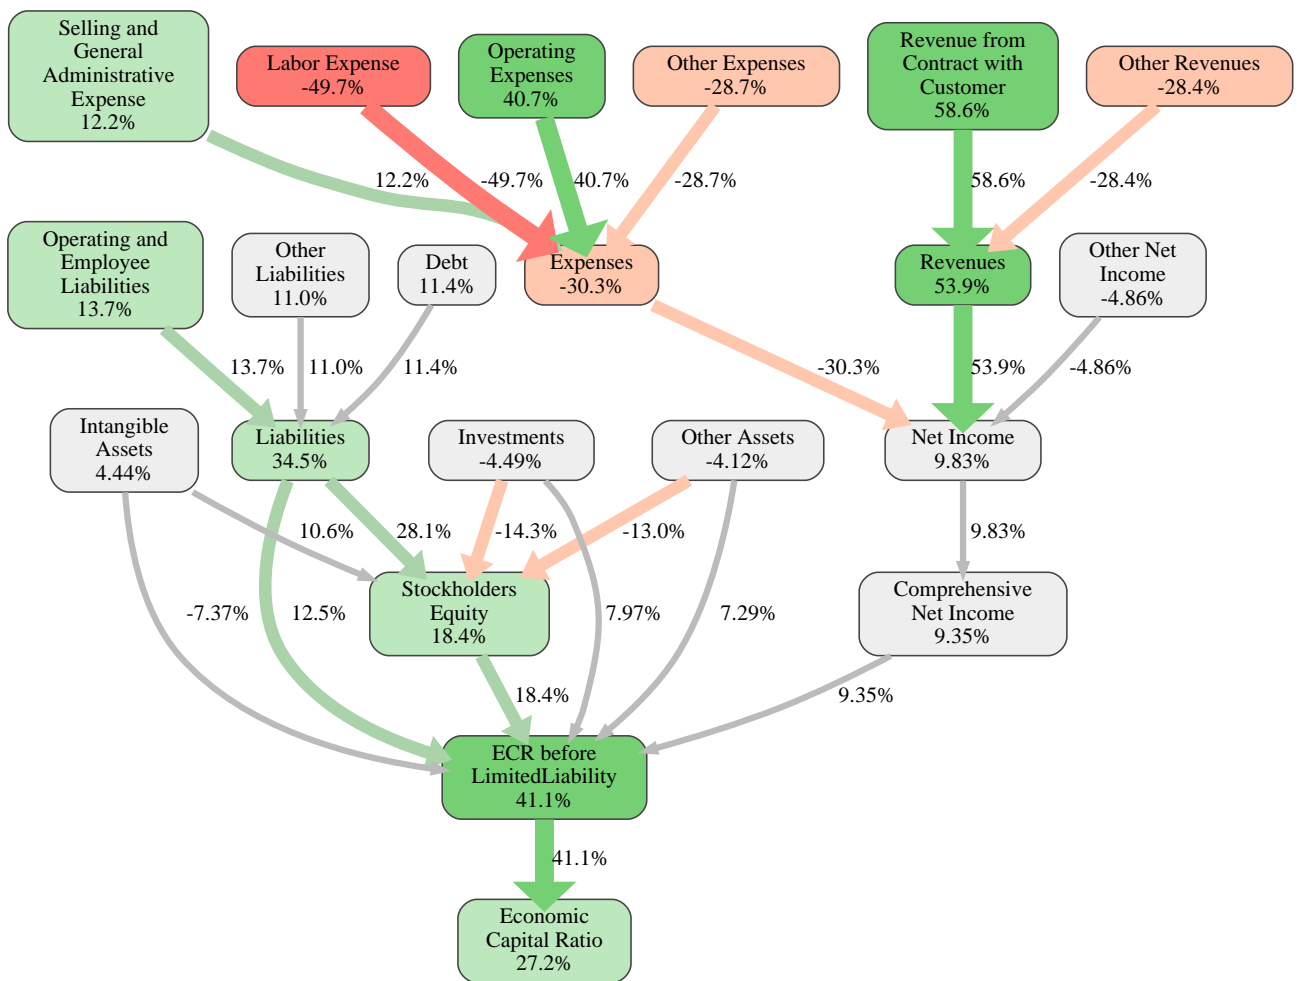 Selling and
General
Administrative
Expense
12.2%
Labor Expense
-49.7%
Operating
Expenses
40.7%
Other Expenses
-28.7%
Revenue from
Contract with
Customer
58.6%
Other Revenues
-28.4%
12.2%
-49.7%
40.7%
-28.7%
58.6%
-28.4%
Operating and
Employee
Liabilities
13.7%
Other
Liabilities
11.0%
Debt
11.4%
Expenses
-30.3%
Revenues
53.9%
Other Net
Income
-4.86%
13.7%
11.0%
11.4%
-30.3%
53.9%
-4.86%
Intangible
Assets
4.44%
Liabilities
34.5%
Investments
-4.49%
Other Assets
-4.12%
Net Income
9.83%
10.6%
28.1%
-14.3%
-13.0%
9.83%
-7.37%
12.5%
Stockholders
Equity
18.4%
7.97%
7.29%
Comprehensive
Net Income
9.35%
18.4%
9.35%
ECR before
LimitedLiability
41.1%
41.1%
Economic
Capital Ratio
27.2%